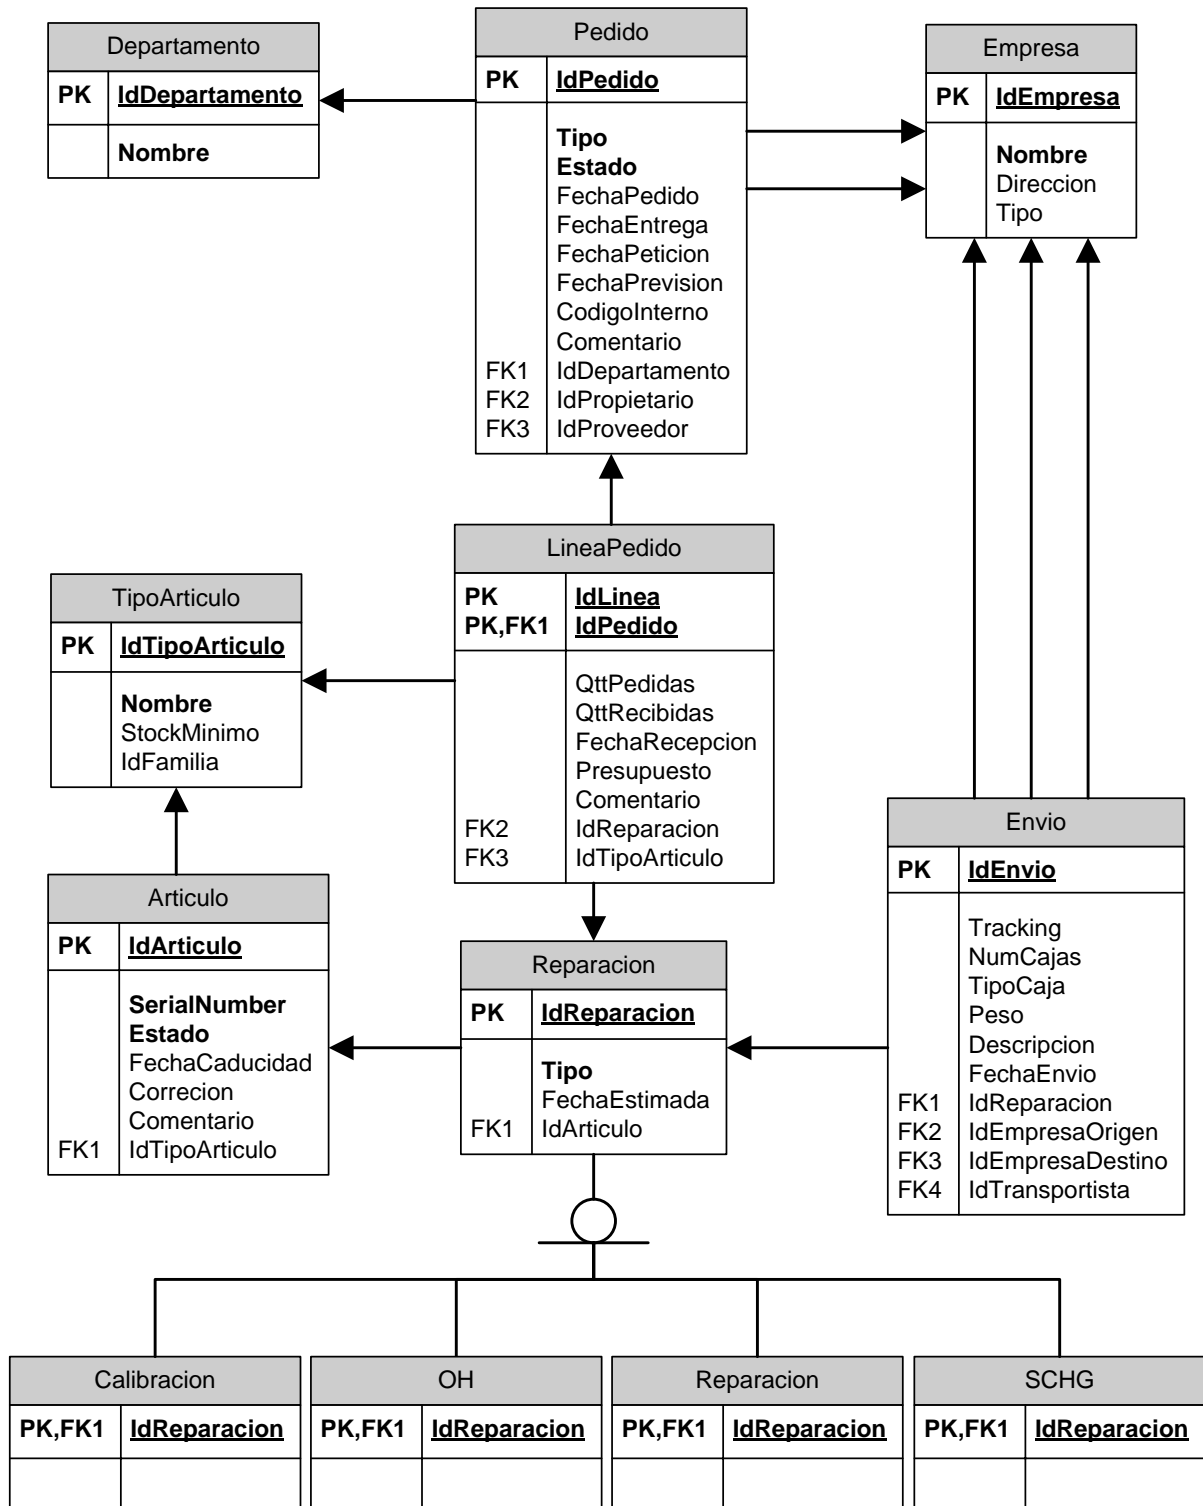 Departamento
PK IdDepartamento
Nombre
Pedido
PK IdPedido
Tipo
Estado
FechaPedido
FechaEntrega
FechaPeticion
FechaPrevision
CodigoInterno
Comentario
FK1 IdDepartamento
FK2 IdPropietario
FK3 IdProveedor
Empresa
PK IdEmpresa
Nombre
Direccion
Tipo
LineaPedido
PK IdLinea
PK,FK1 IdPedido
QttPedidas
QttRecibidas
FechaRecepcion
Presupuesto
Comentario
FK2 IdReparacion
FK3 IdTipoArticulo
TipoArticulo
PK IdTipoArticulo
Nombre
StockMinimo
IdFamilia
Articulo
PK IdArticulo
SerialNumber
Estado
FechaCaducidad
Correcion
Comentario
FK1 IdTipoArticulo
Reparacion
PK IdReparacion
Tipo
FechaEstimada
FK1 IdArticulo
Envio
PK IdEnvio
Tracking
NumCajas
TipoCaja
Peso
Descripcion
FechaEnvio
FK1 IdReparacion
FK2 IdEmpresaOrigen
FK3 IdEmpresaDestino
FK4 IdTransportista
Calibracion
PK,FK1 IdReparacion
OH
PK,FK1 IdReparacion
Reparacion
PK,FK1 IdReparacion
SCHG
PK,FK1 IdReparacion